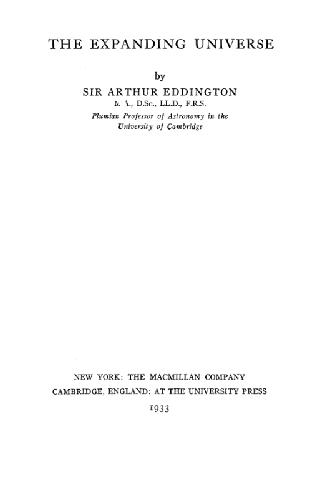 THE EXPANDING UNIVERSE
by
SIR ARTHUR EDDINGTON
M.A., D.Sc., LL.D., F.R.S.
Plumian Professor of Astronomy in the
University of Cambridge
NEW YORK: THE MACMILLAN COMPANY
CAMBRIDGE, ENGLAND: AT THE UNIVERSITY PRESS
1933